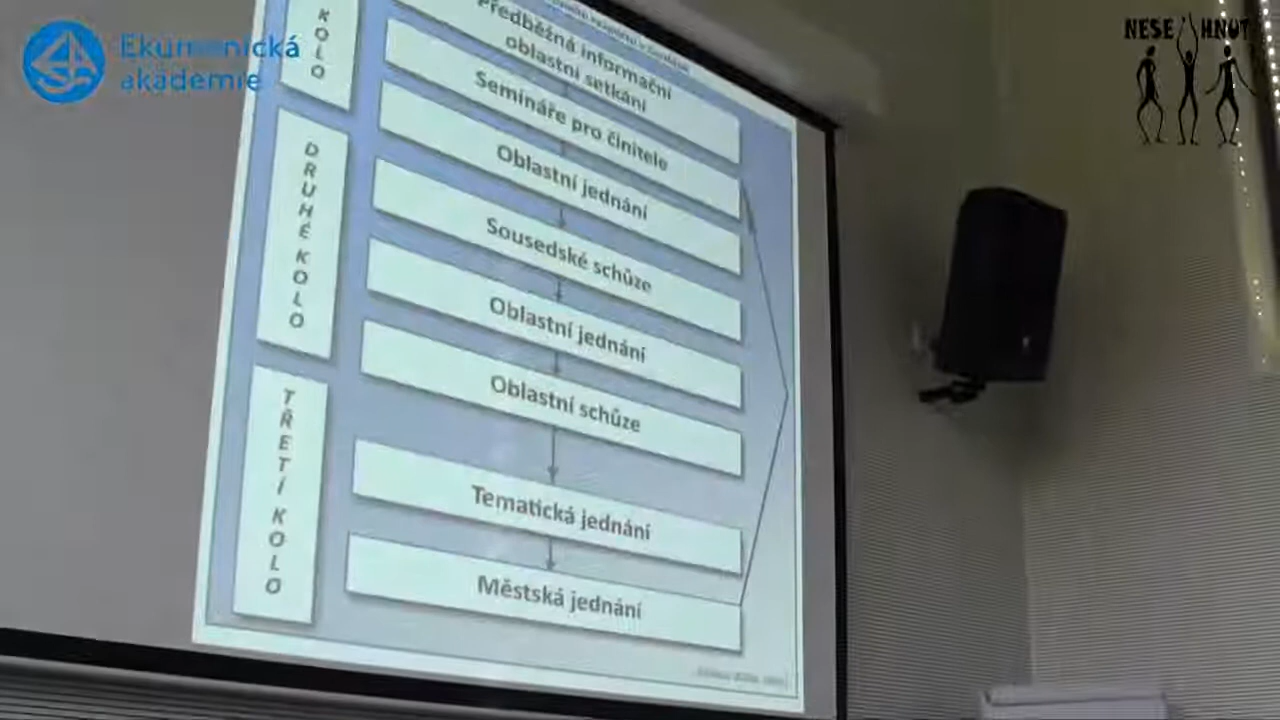 Ekumenická
akademie
NESEHNUTÍ
KOLO
Předběžná informační
oblastní setkání
Semináře pro činitele
Oblastní jednání
DRUHÉ KOLO
Sousedské schůze
Oblastní jednání
Oblastní schůze
TŘETÍ KOLO
Tematická jednání
Městská jednání